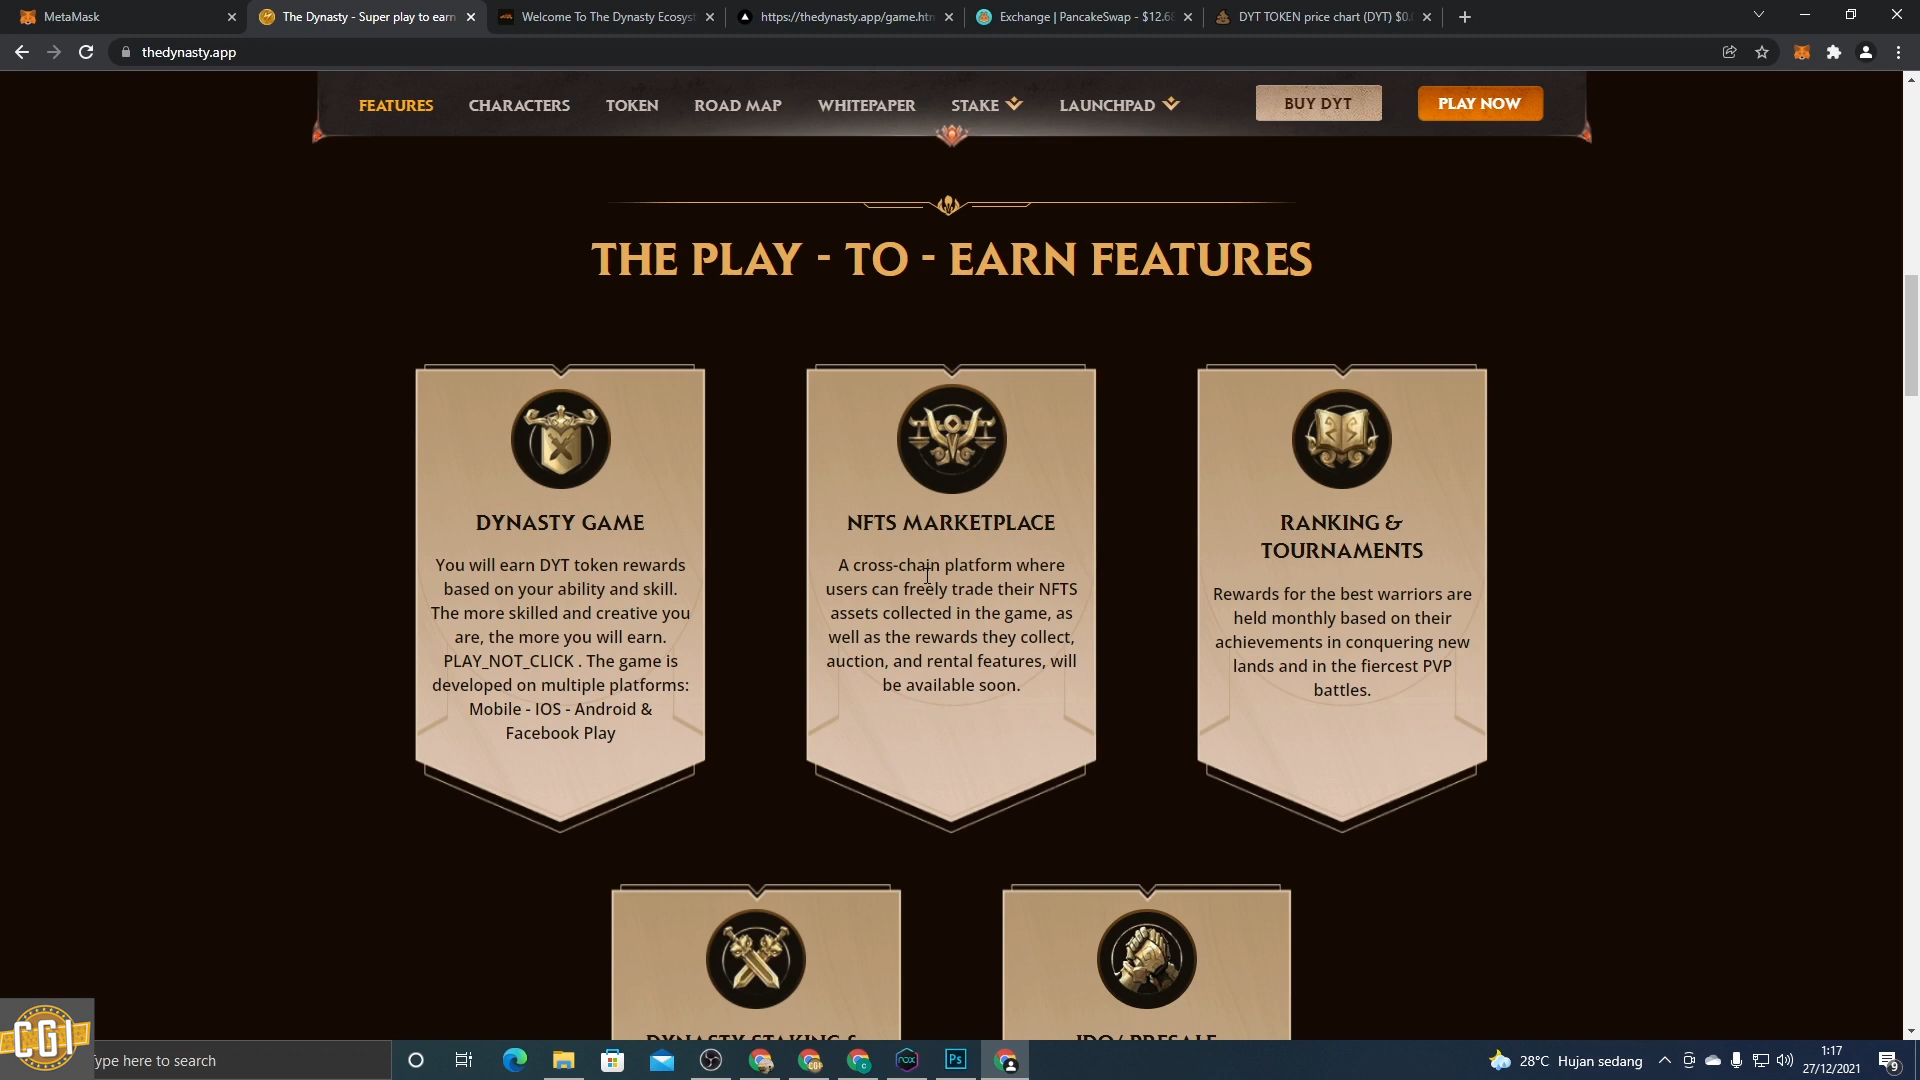 MetaMask
The Dynasty - Super play to earn
Welcome To The Dynasty Ecosyst
https://thedynasty.app/game.htm
Exchange | PancakeSwap - $12.6
DYT TOKEN price chart (DYT) $0.
thedynasty.app
FEATURES CHARACTERS TOKEN ROAD MAP WHITEPAPER STAKE LAUNCHPAD BUY DYT PLAY NOW
THE PLAY - TO - EARN FEATURES
DYNASTY GAME
You will earn DYT token rewards
based on your ability and skill.
The more skilled and creative you
are, the more you will earn.
PLAY_NOT_CLICK . The game is
developed on multiple platforms:
Mobile - IOS - Android &
Facebook Play
NFTS MARKETPLACE
A cross-chain platform where
users can freely trade their NFTS
assets collected in the game, as
well as the rewards they collect,
auction, and rental features, will
be available soon.
RANKING &
TOURNAMENTS
Rewards for the best warriors are
held monthly based on their
achievements in conquering new
lands and in the fiercest PVP
battles.
DYNASTY STAKING &
IDO/ PRESALE
CGI
ype here to search
Ps
28°C Hujan sedang
1:17
27/12/2021
9